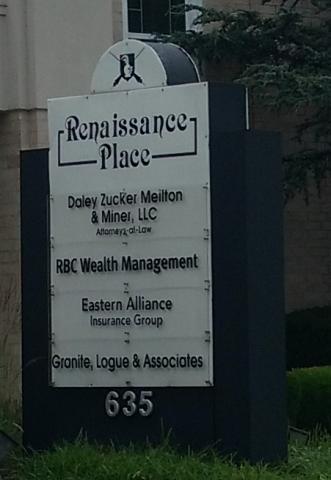 Renaissance
Place
Daley Zucker Meilton
& Miner, LLC
Attorneys-at-Law
RBC Wealth Management
Eastern Alliance
Insurance Group
Granite, Logue & Associates
635